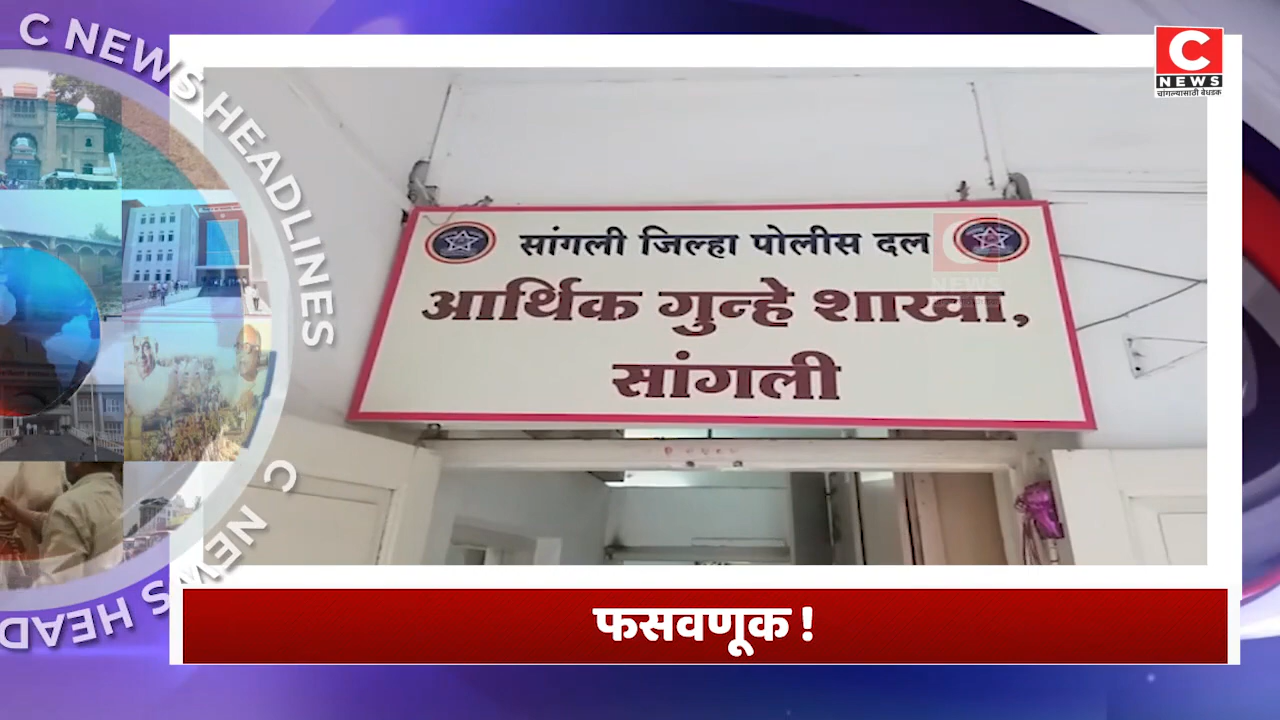 C NEWS HEADLINES
C
NEWS
चांगल्यासाठी बेधडक
सांगली जिल्हा पोलीस दल
आर्थिक गुन्हे शाखा,
सांगली
C NEWS HEAD
फसवणूक !